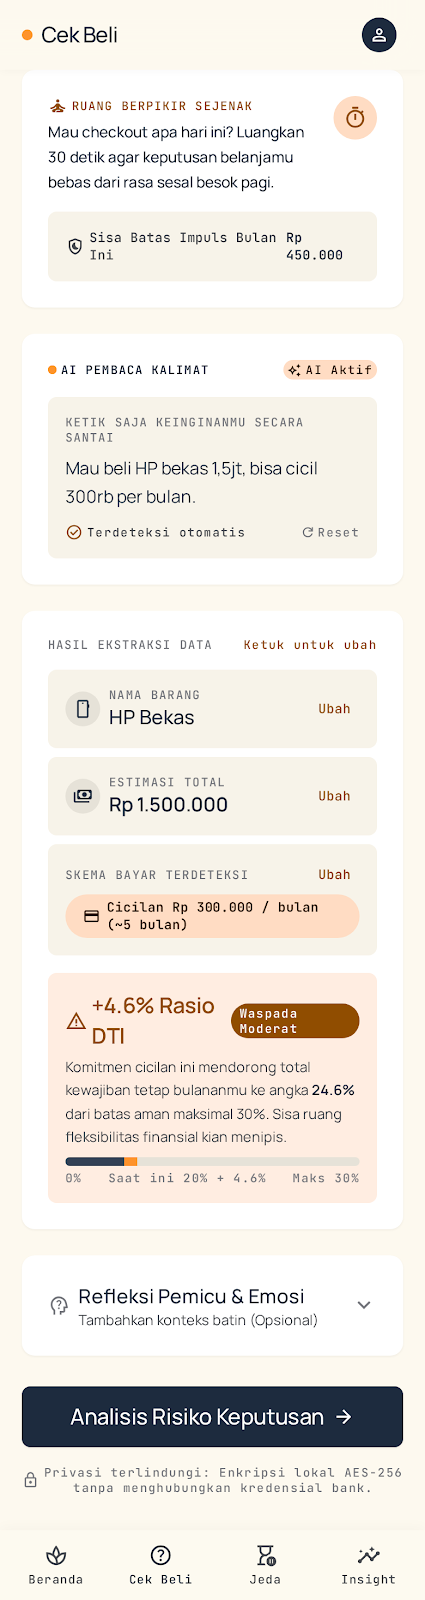 Cek Beli
RUANG BERPIKIR SEJENAK
Mau checkout apa hari ini? Luangkan
30 detik agar keputusan belanjamu
bebas dari rasa sesal besok pagi.
Sisa Batas Impuls Bulan Ini
Rp 450.000
AI PEMBACA KALIMAT
AI Aktif
KETIK SAJA KEINGINANMU SECARA
SANTAI
Mau beli HP bekas 1,5jt, bisa cicil
300rb per bulan.
Terdeteksi otomatis
Reset
HASIL EKSTRAKSI DATA
Ketuk untuk ubah
NAMA BARANG
HP Bekas
Ubah
ESTIMASI TOTAL
Rp 1.500.000
Ubah
SKEMA BAYAR TERDETEKSI
Ubah
Cicilan Rp 300.000 / bulan
(~5 bulan)
+4.6% Rasio
DTI
Waspada
Moderat
Komitmen cicilan ini mendorong total
kewajiban tetap bulananmu ke angka 24.6%
dari batas aman maksimal 30%. Sisa ruang
fleksibilitas finansial kian menipis.
0%
Saat ini 20% + 4.6%
Maks 30%
Refleksi Pemicu & Emosi
Tambahkan konteks batin (Opsional)
Analisis Risiko Keputusan →
Privasi terlindungi: Enkripsi lokal AES-256
tanpa menghubungkan kredensial bank.
Beranda
Cek Beli
Jeda
Insight